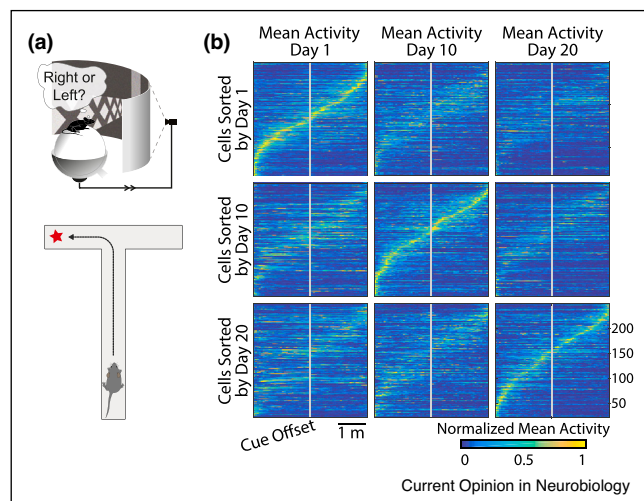 (a)
Right or
Left?
(b)
Mean Activity
Day 1
Mean Activity
Day 10
Mean Activity
Day 20
Cells Sorted
by Day 1
Cells Sorted
by Day 10
Cells Sorted
by Day 20
200
150
100
50
Cue Offset
1 m
Normalized Mean Activity
0
0.5
1
Current Opinion in Neurobiology